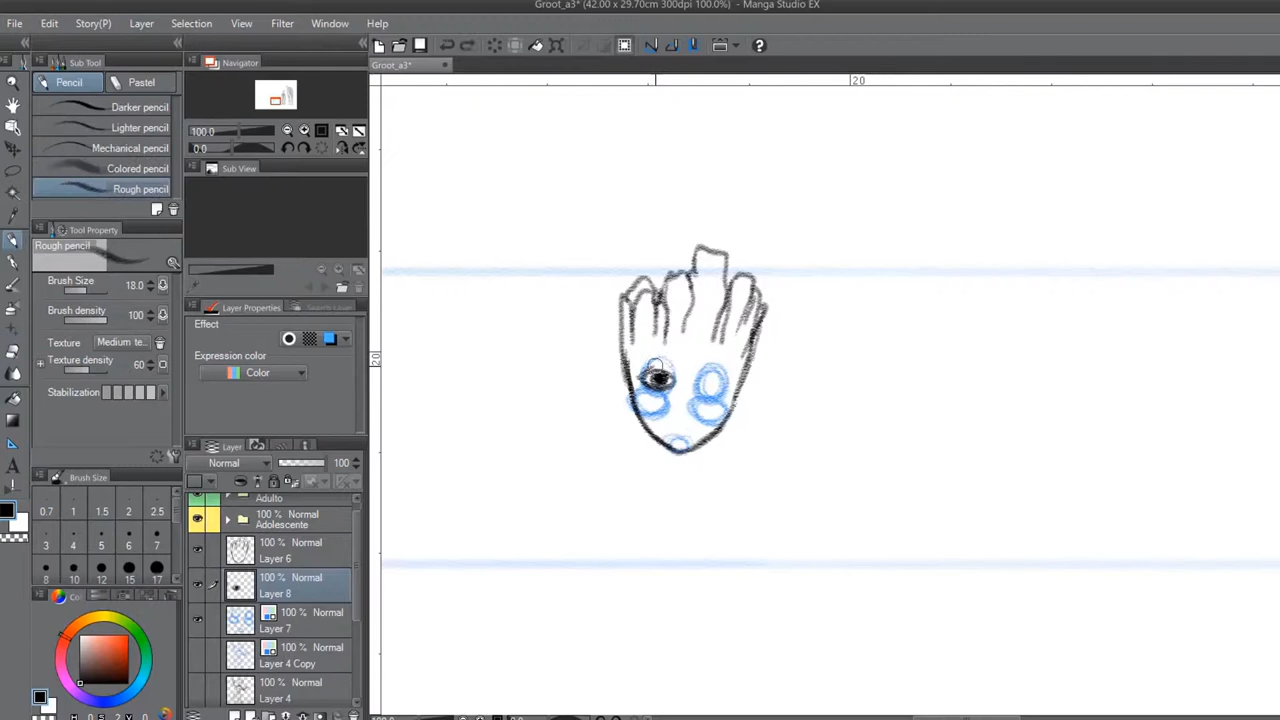 Groot_a3* (42.00 x 29.70cm 300dpi 100.0%) - Manga Studio EX
File Edit Story(P) Layer Selection View Filter Window Help
Sub Tool
Navigator
Groot_a3*
Pencil Pastel
20
Darker pencil
Lighter pencil
Mechanical pencil
Colored pencil
Rough pencil
100.0
0.0
Sub View
Tool Property
Rough pencil
Brush Size 18.0
Brush density 100
Texture Medium te...
Texture density 60
Stabilization
Layer Properties
Effect
Expression color
Color
20
Layer
Normal 100
Adulto
100 % Normal
Adolescente
100 % Normal
Layer 6
100 % Normal
Layer 8
100 % Normal
Layer 7
100 % Normal
Layer 4 Copy
100 % Normal
Layer 4
Brush Size
0.7 1 1.5 2 2.5
3 4 5 6 7
8 10 12 15 17
Co